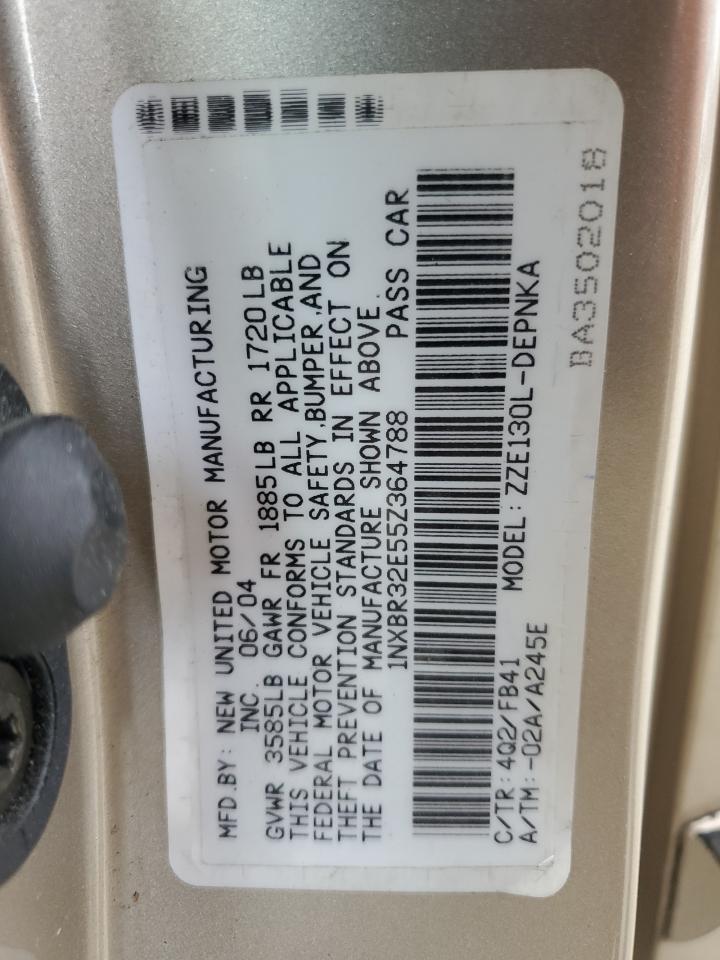 MFD.BY: NEW UNITED MOTOR MANUFACTURING
INC. 06/04
GVWR 3585LB GAWR FR 1885LB RR 1720LB
THIS VEHICLE CONFORMS TO ALL APPLICABLE
FEDERAL MOTOR VEHICLE SAFETY,BUMPER,AND
THEFT PREVENTION STANDARDS IN EFFECT ON
THE DATE OF MANUFACTURE SHOWN ABOVE.
1NXBR32E55Z364788 PASS CAR
C/TR:4Q2/FB41 MODEL:ZZE130L-DEPNKA
A/TM:-02A/A245E
BA3502018